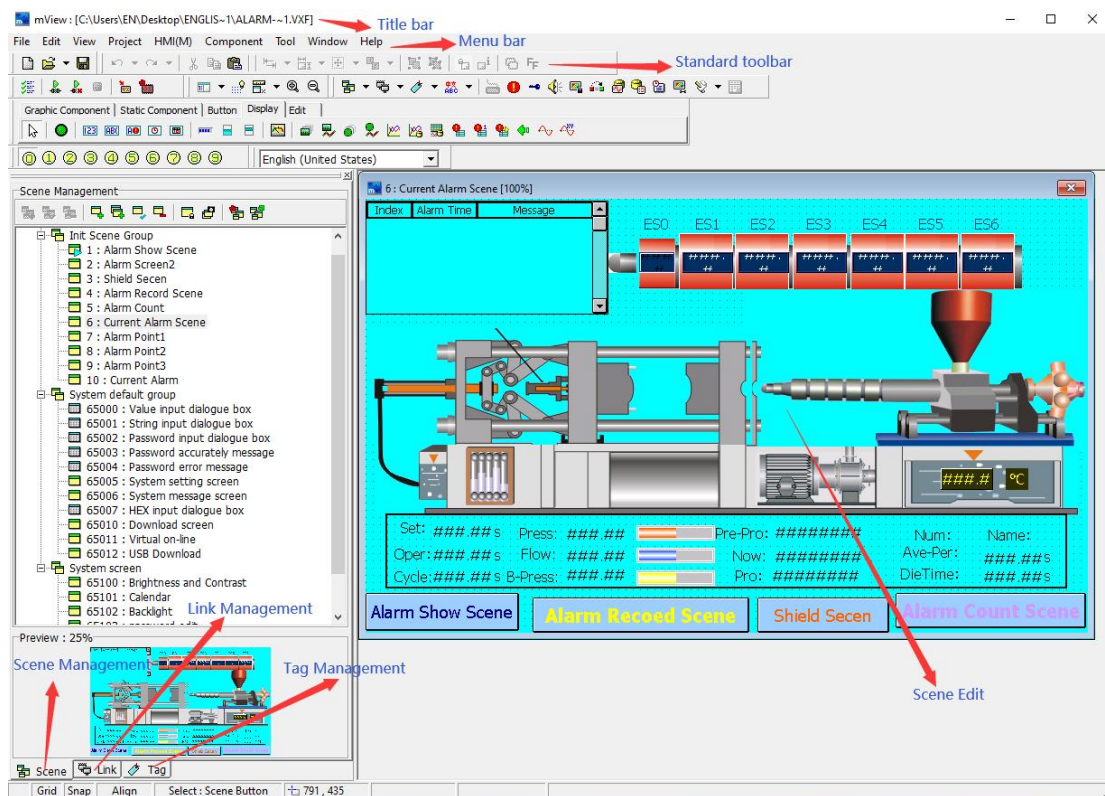 mView : [C:\Users\EN\Desktop\ENGLIS~1\ALARM-~1.VXF]
Title bar
File Edit View Project HMI(M) Component Tool Window Help
Menu bar
Standard toolbar
Graphic Component Static Component Button Display Edit
0 1 2 3 4 5 6 7 8 9 English (United States)
Scene Management
Init Scene Group
1 : Alarm Show Scene
2 : Alarm Screen2
3 : Shield Secen
4 : Alarm Record Scene
5 : Alarm Count
6 : Current Alarm Scene
7 : Alarm Point1
8 : Alarm Point2
9 : Alarm Point3
10 : Current Alarm
System default group
65000 : Value input dialogue box
65001 : String input dialogue box
65002 : Password input dialogue box
65003 : Password accurately message
65004 : Password error message
65005 : System setting screen
65006 : System message screen
65007 : HEX input dialogue box
65010 : Download screen
65011 : Virtual on-line
65012 : USB Download
System screen
65100 : Brightness and Contrast
65101 : Calendar
65102 : Backlight
Link Management
Preview : 25%
Scene Management
Tag Management
Scene Link Tag
6 : Current Alarm Scene [100%]
Index Alarm Time Message
ES0 ES1 ES2 ES3 ES4 ES5 ES6
###.# °C
Set: ###.## s Press: ###.## Pre-Pro: ######## Num: Name:
Oper: ###.## s Flow: ###.## Now: ######## Ave-Per: ###.## s
Cycle: ###.## s B-Press: ###.## Pro: ######## DieTime: ###.## s
Alarm Show Scene Alarm Recoed Scene Shield Secen Alarm Count Scene
Scene Edit
Grid Snap Align Select : Scene Button 791 , 435